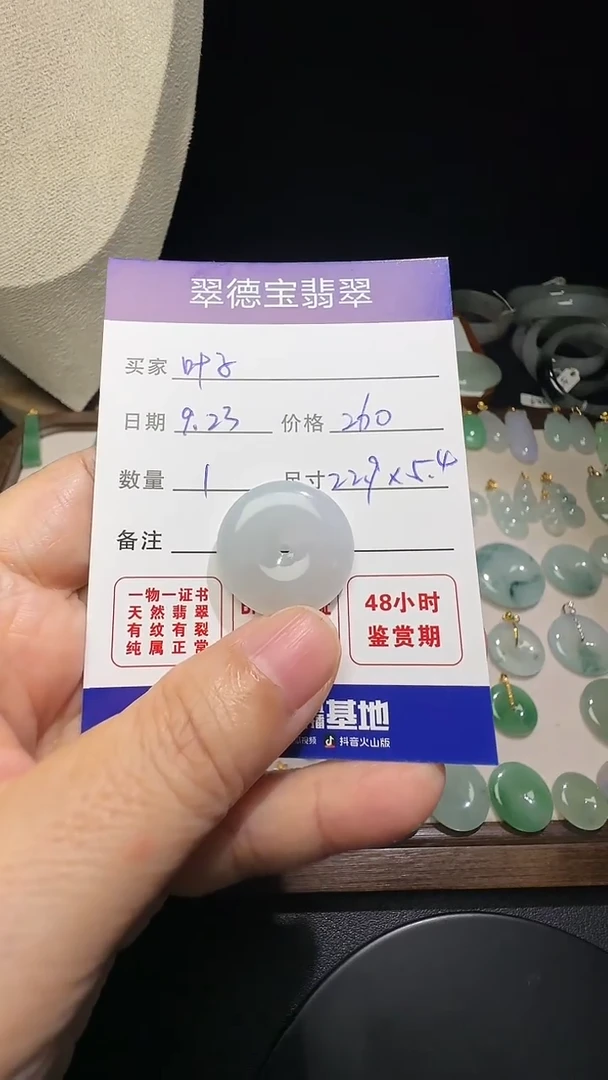 翠德宝翡翠
买家 叶子
日期 9.23 价格 260
数量 1 尺寸 22.9×5.4
备注
一物一证书
天然翡翠
有纹有裂
纯属正常
48小时
鉴赏期
播基地
抖音火山版